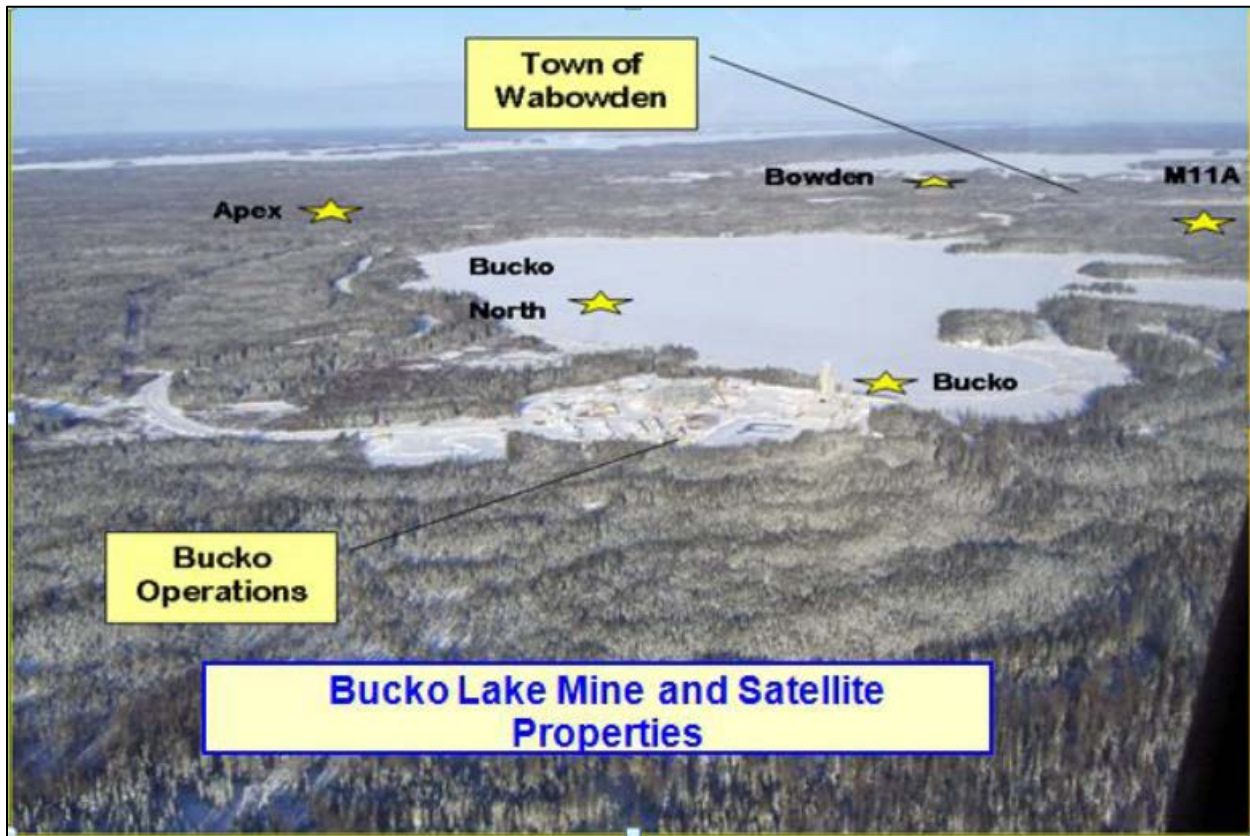 Town of
Wabowden
Bowden
M11A
Apex
Bucko
North
Bucko
Bucko
Operations
Bucko Lake Mine and Satellite
Properties